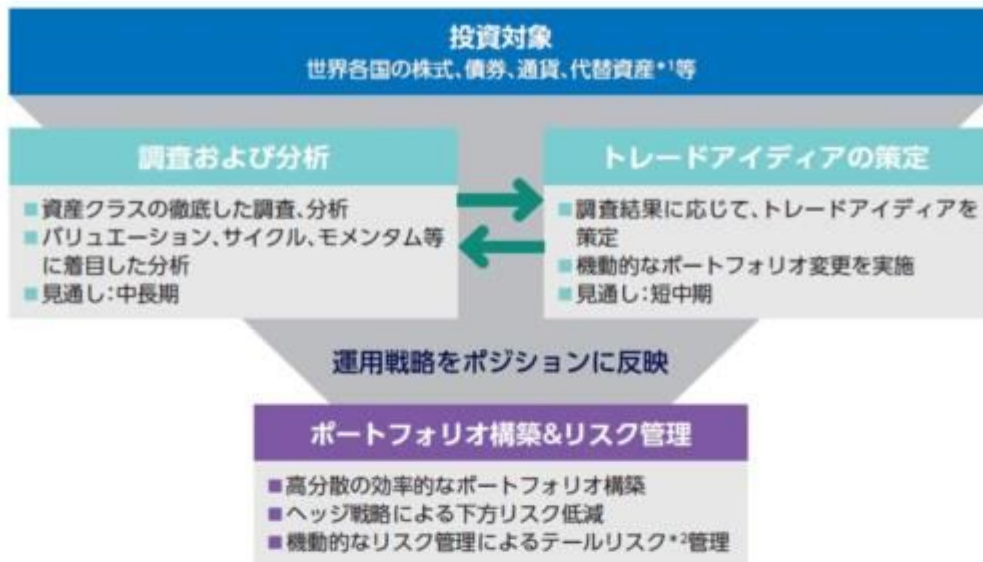 投資対象
世界各国の株式、債券、通貨、代替資産*1等
調査および分析
■資産クラスの徹底した調査、分析
■バリュエーション、サイクル、モメンタム等
に着目した分析
■見通し:中長期
トレードアイディアの策定
■調査結果に応じて、トレードアイディアを
策定
■機動的なポートフォリオ変更を実施
■見通し:短中期
運用戦略をポジションに反映
ポートフォリオ構築&リスク管理
■高分散の効率的なポートフォリオ構築
■ヘッジ戦略による下方リスク低減
■機動的なリスク管理によるテールリスク*2管理